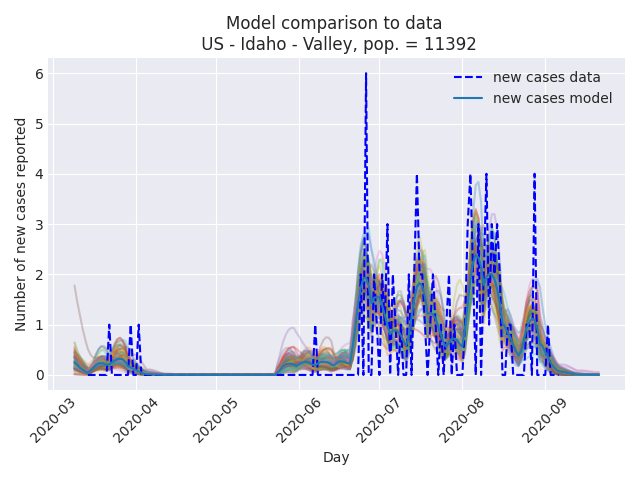 Model comparison to data
US - Idaho - Valley, pop. = 11392
new cases data
new cases model
Number of new cases reported
6
5
4
3
2
1
0
2020-03
2020-04
2020-05
2020-06
2020-07
2020-08
2020-09
Day